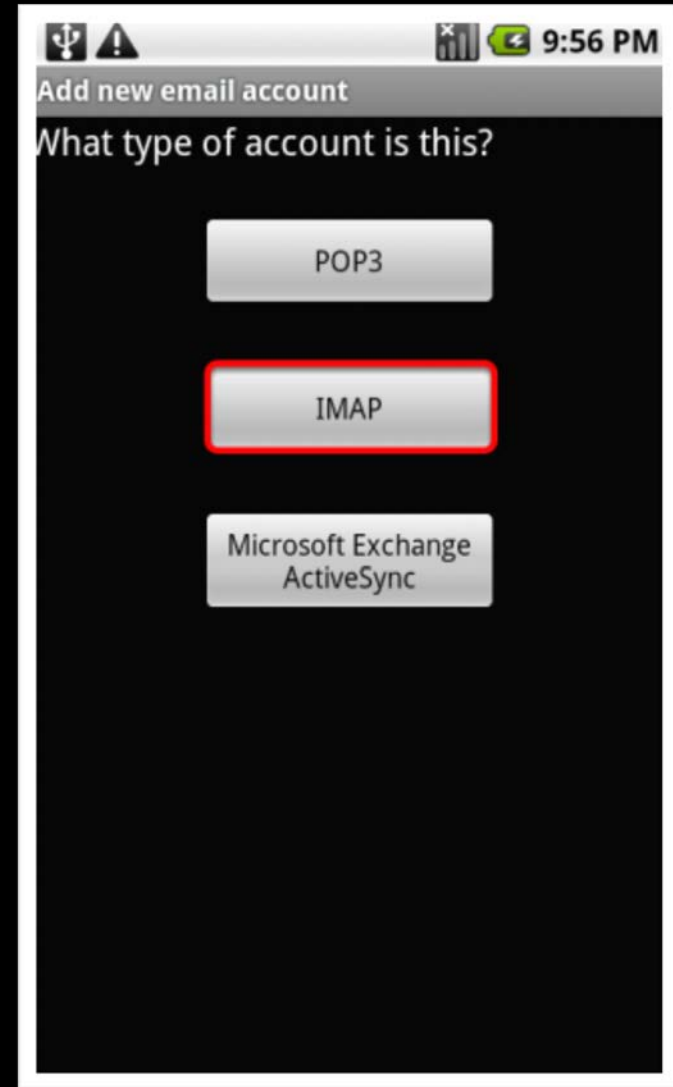 9:56 PM
Add new email account
What type of account is this?
POP3
IMAP
Microsoft Exchange
ActiveSync